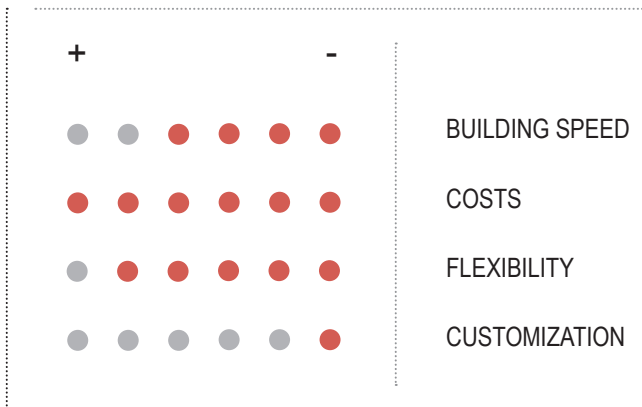 + -
BUILDING SPEED
COSTS
FLEXIBILITY
CUSTOMIZATION